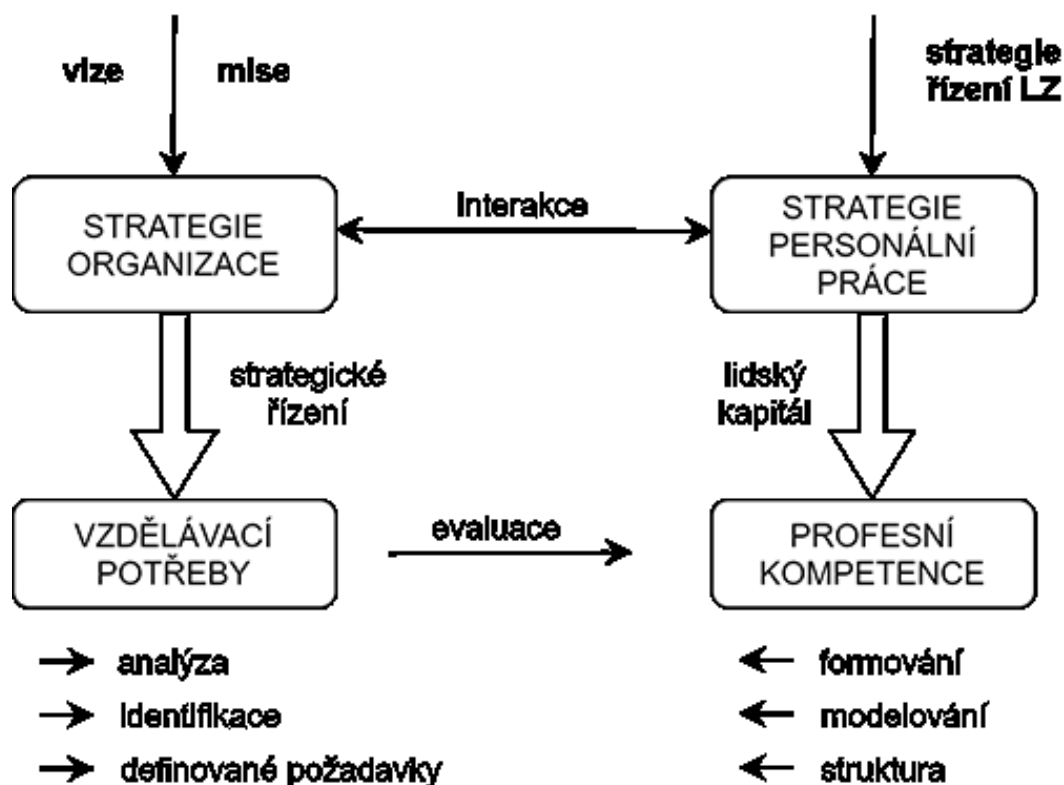 vize
mise
strategie
řízení LZ
STRATEGIE
ORGANIZACE
Interakce
STRATEGIE
PERSONÁLNÍ
PRÁCE
strategické
řízení
lidský
kapitál
VZDĚLÁVACÍ
POTŘEBY
evaluace
PROFESNÍ
KOMPETENCE
analýza
formování
Identifikace
modelování
definované požadavky
struktura